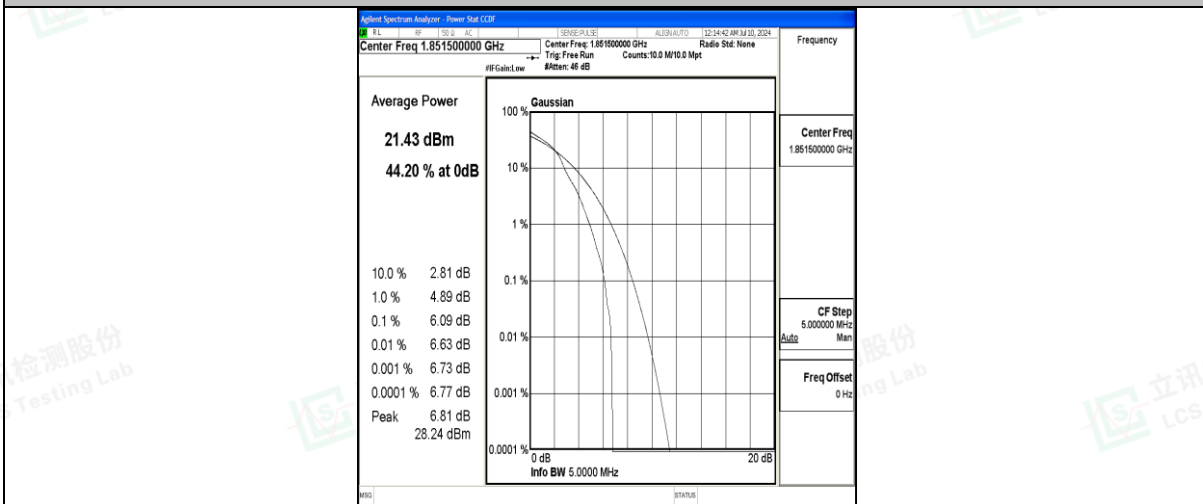 Agilent Spectrum Analyzer - Power Stat CCDF
RL RF 50 Ω AC SENSE:PULSE ALIGN AUTO 12:14:42 AM Jul 10, 2024
Center Freq 1.851500000 GHz
Center Freq: 1.851500000 GHz Radio Std: None
Trig: Free Run Counts:10.0 M/10.0 Mpt
#IFGain:Low #Atten: 46 dB
Frequency
Average Power
21.43 dBm
44.20 % at 0dB
10.0 % 2.81 dB
1.0 % 4.89 dB
0.1 % 6.09 dB
0.01 % 6.63 dB
0.001 % 6.73 dB
0.0001 % 6.77 dB
Peak 6.81 dB
28.24 dBm
Gaussian
100 %
10 %
1 %
0.1 %
0.01 %
0.001 %
0.0001 %
0 dB 20 dB
Info BW 5.0000 MHz
Center Freq
1.851500000 GHz
CF Step
5.000000 MHz
Auto Man
Freq Offset
0 Hz
MSG STATUS
检测股份
Testing Lab
LCS
股份
ng Lab
立讯
LCS